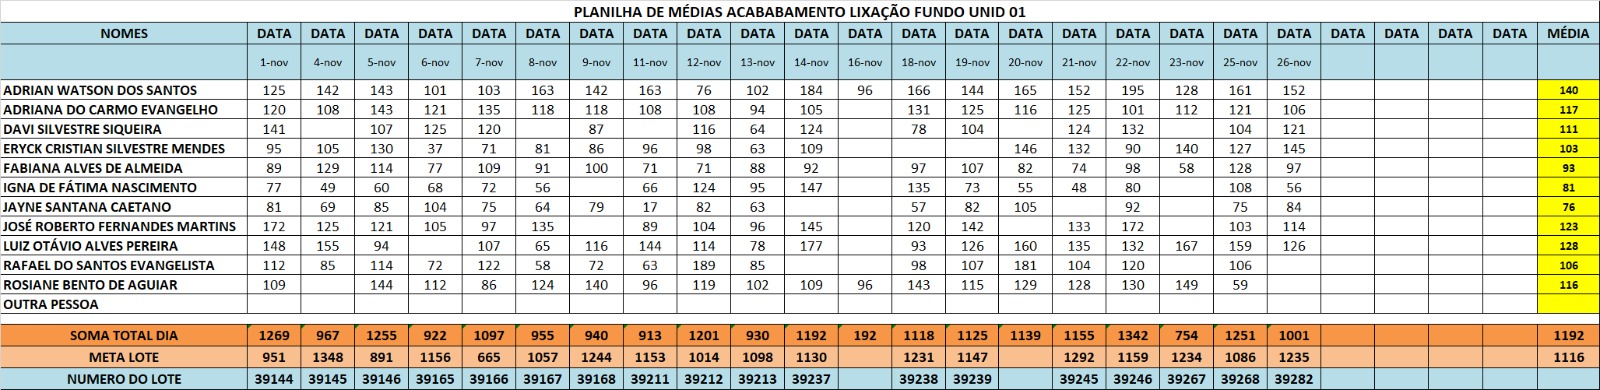 PLANILHA DE MÉDIAS ACABABAMENTO LIXAÇÃO FUNDO UNID 01
NOMES DATA DATA DATA DATA DATA DATA DATA DATA DATA DATA DATA DATA DATA DATA DATA DATA DATA DATA DATA DATA DATA DATA DATA DATA MÉDIA
1-nov 4-nov 5-nov 6-nov 7-nov 8-nov 9-nov 11-nov 12-nov 13-nov 14-nov 16-nov 18-nov 19-nov 20-nov 21-nov 22-nov 23-nov 25-nov 26-nov
ADRIAN WATSON DOS SANTOS 125 142 143 101 103 163 142 163 76 102 184 96 166 144 165 152 195 128 161 152 140
ADRIANA DO CARMO EVANGELHO 120 108 143 121 135 118 118 108 108 94 105 131 125 116 125 101 112 121 106 117
DAVI SILVESTRE SIQUEIRA 141 107 125 120 87 116 64 124 78 104 124 132 104 121 111
ERYCK CRISTIAN SILVESTRE MENDES 95 105 130 37 71 81 86 96 98 63 109 146 132 90 140 127 145 103
FABIANA ALVES DE ALMEIDA 89 129 114 77 109 91 100 71 71 88 92 97 107 82 74 98 58 128 97 93
IGNA DE FÁTIMA NASCIMENTO 77 49 60 68 72 56 66 124 95 147 135 73 55 48 80 108 56 81
JAYNE SANTANA CAETANO 81 69 85 104 75 64 79 17 82 63 57 82 105 92 75 84 76
JOSÉ ROBERTO FERNANDES MARTINS 172 125 121 105 97 135 89 104 96 145 120 142 133 172 103 114 123
LUIZ OTÁVIO ALVES PEREIRA 148 155 94 107 65 116 144 114 78 177 93 126 160 135 132 167 159 126 128
RAFAEL DO SANTOS EVANGELISTA 112 85 114 72 122 58 72 63 189 85 98 107 181 104 120 106 106
ROSIANE BENTO DE AGUIAR 109 144 112 86 124 140 96 119 102 109 96 143 115 129 128 130 149 59 116
OUTRA PESSOA
SOMA TOTAL DIA 1269 967 1255 922 1097 955 940 913 1201 930 1192 192 1118 1125 1139 1155 1342 754 1251 1001 1192
META LOTE 951 1348 891 1156 665 1057 1244 1153 1014 1098 1130 1231 1147 1292 1159 1234 1086 1235 1116
NUMERO DO LOTE 39144 39145 39146 39165 39166 39167 39168 39211 39212 39213 39237 39238 39239 39245 39246 39267 39268 39282